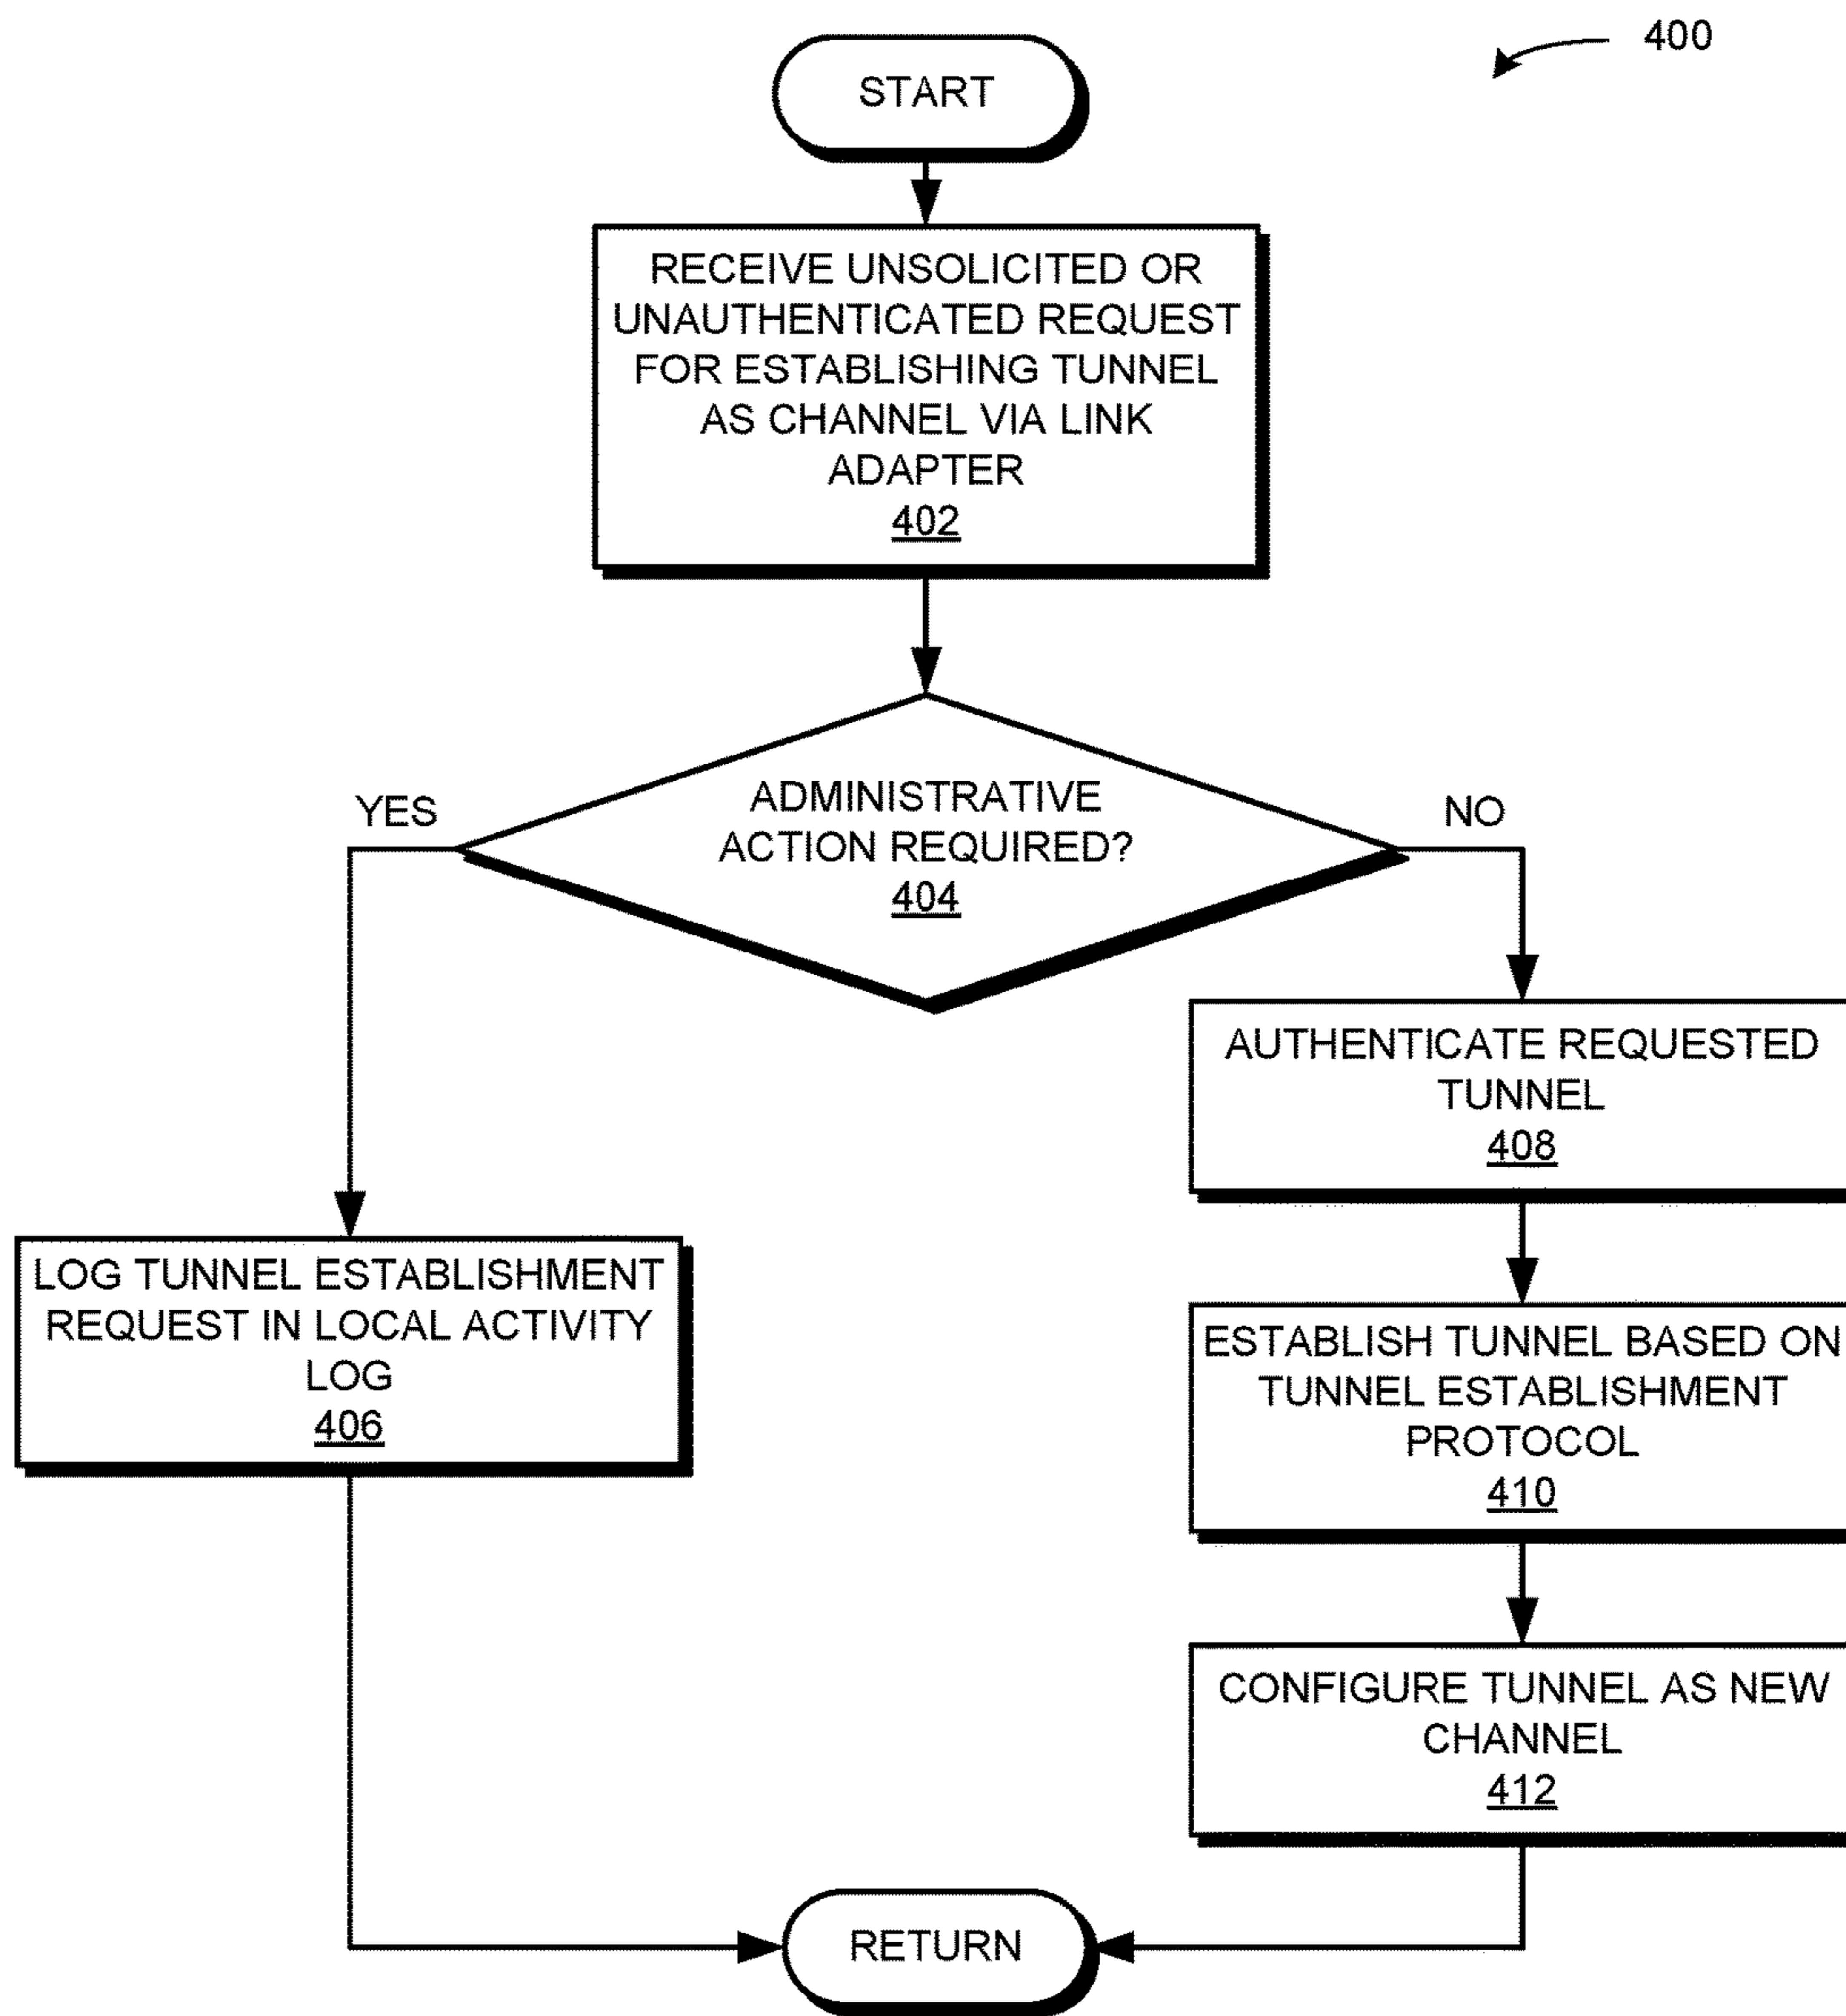 400
START
RECEIVE UNSOLICITED OR
UNAUTHENTICATED REQUEST
FOR ESTABLISHING TUNNEL
AS CHANNEL VIA LINK
ADAPTER
402
ADMINISTRATIVE
ACTION REQUIRED?
404
YES
NO
LOG TUNNEL ESTABLISHMENT
REQUEST IN LOCAL ACTIVITY
LOG
406
AUTHENTICATE REQUESTED
TUNNEL
408
ESTABLISH TUNNEL BASED ON
TUNNEL ESTABLISHMENT
PROTOCOL
410
CONFIGURE TUNNEL AS NEW
CHANNEL
412
RETURN